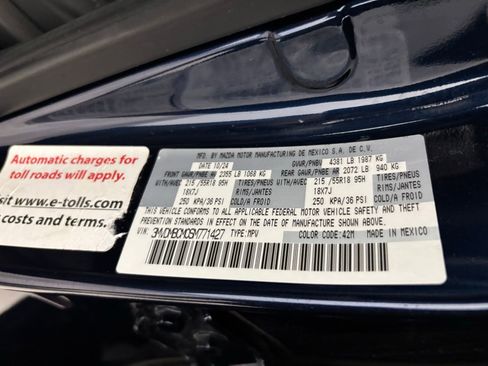 Automatic charges for
toll roads will apply.
isit www.e-tolls.com
costs and terms.
MFD. BY MAZDA MOTOR MANUFACTURING DE MEXICO S.A. DE C.V.
DATE 10/24 GVWR/PNBV 4381 LB 1987 KG
FRONT GAWR/PNBE AV 2355 LB 1068 KG REAR GAWR/PNBE AR 2072 LB 940 KG
WITH/AVEC 215/55R18 95H TIRES/PNEUS WITH/AVEC 215/55R18 95H TIRES/PNEUS
18X7J RIMS/JANTES 18X7J RIMS/JANTES
250 KPA/36 PSI COLD/A FROID 250 KPA/36 PSI COLD/A FROID
THIS VEHICLE CONFORMS TO ALL APPLICABLE FEDERAL MOTOR VEHICLE SAFETY AND THEFT
PREVENTION STANDARDS IN EFFECT ON THE DATE OF MANUFACTURE SHOWN ABOVE.
VIN: TYPE: MPV COLOR CODE: 42M MADE IN MEXICO